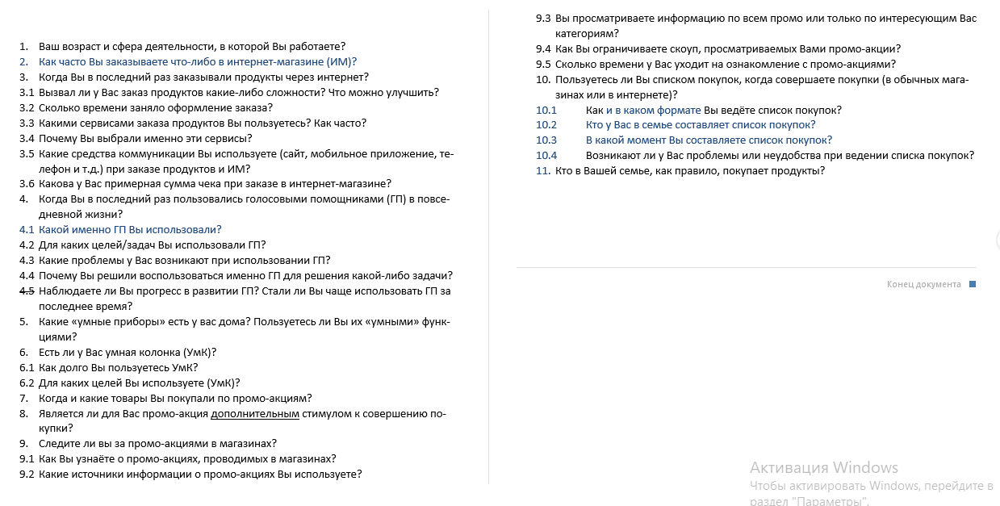 1. Ваш возраст и сфера деятельности, в которой Вы работаете?
2. Как часто Вы заказываете что-либо в интернет-магазине (ИМ)?
3. Когда Вы в последний раз заказывали продукты через интернет?
3.1 Вызвал ли у Вас заказ продуктов какие-либо сложности? Что можно улучшить?
3.2 Сколько времени заняло оформление заказа?
3.3 Какими сервисами заказа продуктов Вы пользуетесь? Как часто?
3.4 Почему Вы выбрали именно эти сервисы?
3.5 Какие средства коммуникации Вы используете (сайт, мобильное приложение, те-
лефон и т.д.) при заказе продуктов и ИМ?
3.6 Какова у Вас примерная сумма чека при заказе в интернет-магазине?
4. Когда Вы в последний раз пользовались голосовыми помощниками (ГП) в повсе-
дневной жизни?
4.1 Какой именно ГП Вы использовали?
4.2 Для каких целей/задач Вы использовали ГП?
4.3 Какие проблемы у Вас возникают при использовании ГП?
4.4 Почему Вы решили воспользоваться именно ГП для решения какой-либо задачи?
4.5 Наблюдаете ли Вы прогресс в развитии ГП? Стали ли Вы чаще использовать ГП за
последнее время?
5. Какие «умные приборы» есть у вас дома? Пользуетесь ли Вы их «умными» функ-
циями?
6. Есть ли у Вас умная колонка (УмК)?
6.1 Как долго Вы пользуетесь УмК?
6.2 Для каких целей Вы используете (УмК)?
7. Когда и какие товары Вы покупали по промо-акциям?
8. Является ли для Вас промо-акция дополнительным стимулом к совершению по-
купки?
9. Следите ли вы за промо-акциями в магазинах?
9.1 Как Вы узнаёте о промо-акциях, проводимых в магазинах?
9.2 Какие источники информации о промо-акциях Вы используете?
9.3 Вы просматриваете информацию по всем промо или только по интересующим Вас
категориям?
9.4 Как Вы ограничиваете скоуп, просматриваемых Вами промо-акции?
9.5 Сколько времени у Вас уходит на ознакомление с промо-акциями?
10. Пользуетесь ли Вы списком покупок, когда совершаете покупки (в обычных мага-
зинах или в интернете)?
10.1 Как и в каком формате Вы ведёте список покупок?
10.2 Кто у Вас в семье составляет список покупок?
10.3 В какой момент Вы составляете список покупок?
10.4 Возникают ли у Вас проблемы или неудобства при ведении списка покупок?
11. Кто в Вашей семье, как правило, покупает продукты?
Конец документа
Активация Windows
Чтобы активировать Windows, перейдите в
раздел "Параметры".